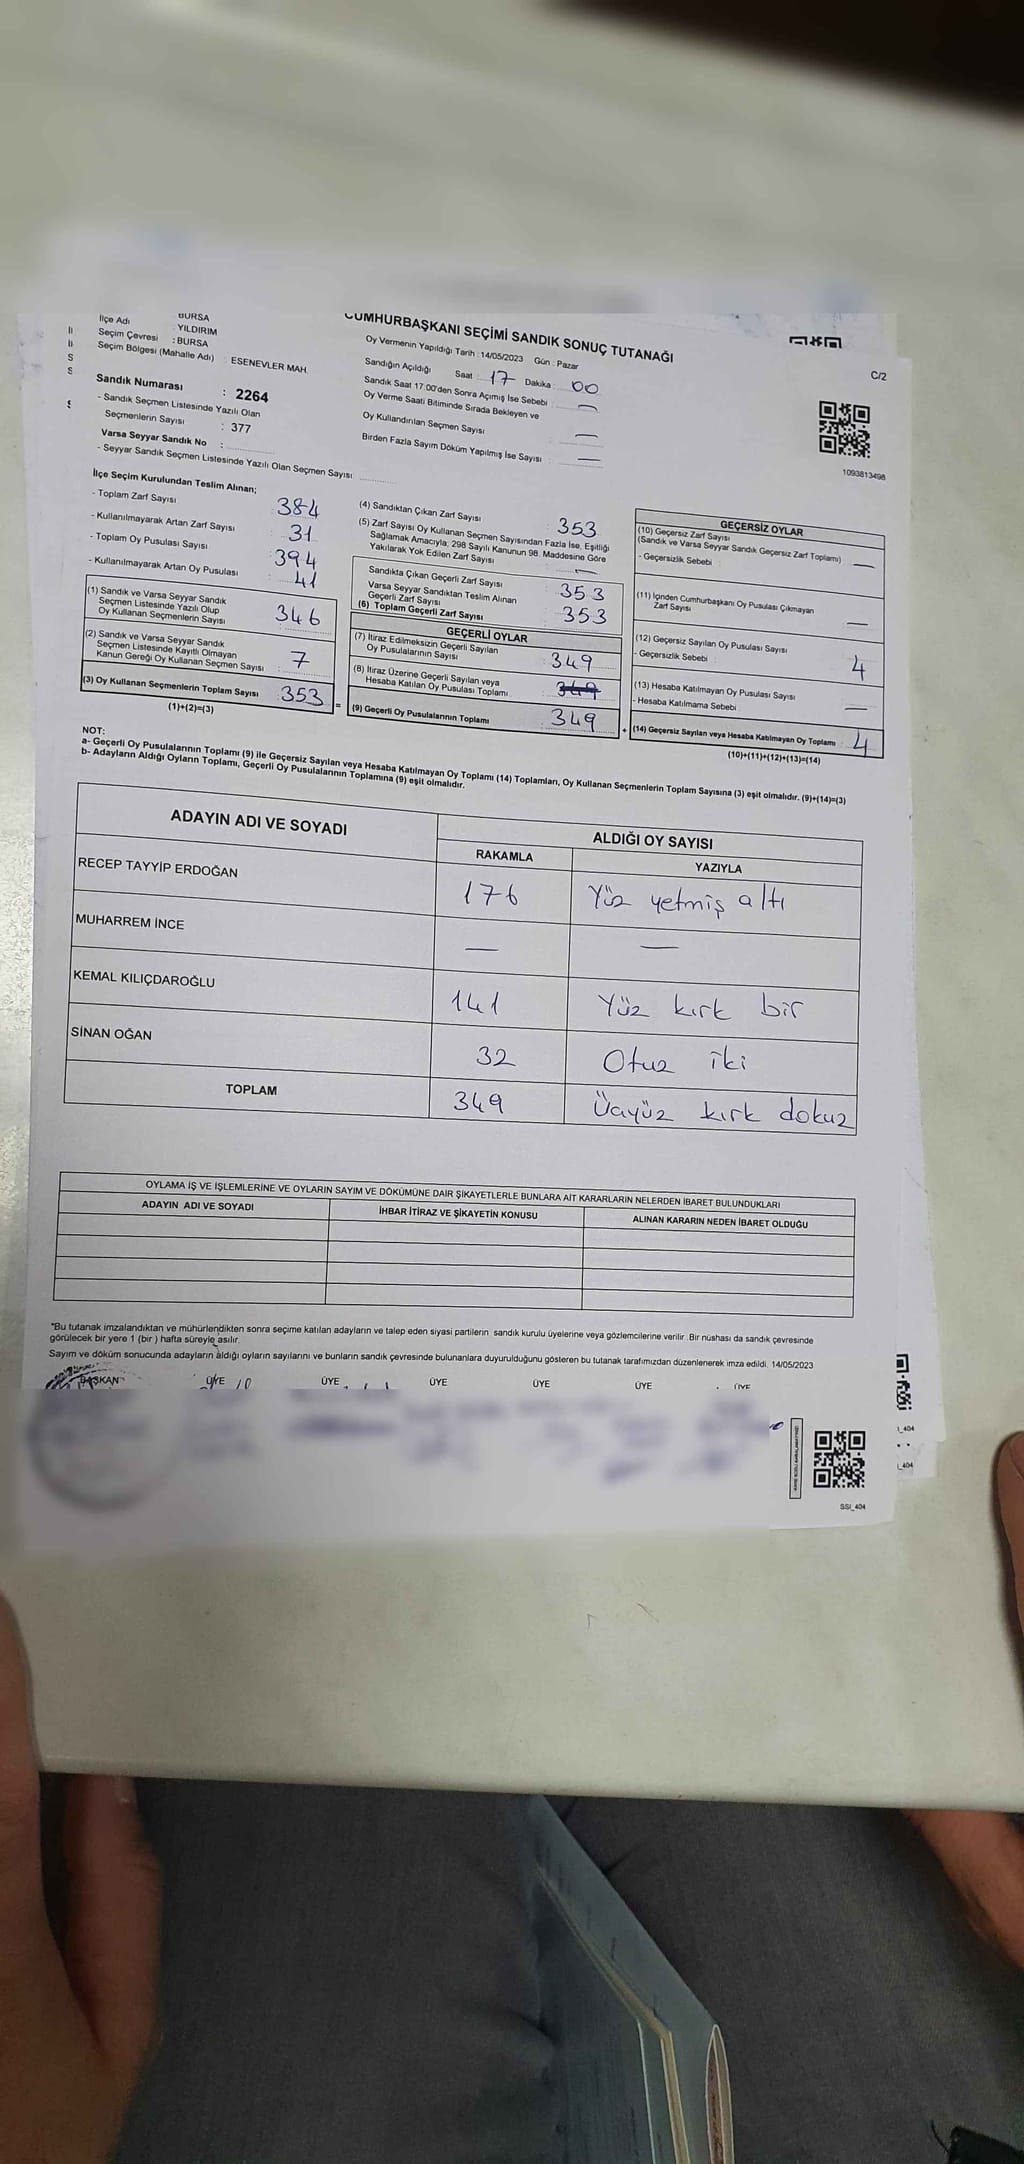 BURSA
İlçe Adı : YILDIRIM
Seçim Çevresi : BURSA
Seçim Bölgesi (Mahalle Adı) : ESENEVLER MAH.
CUMHURBAŞKANI SEÇİMİ SANDIK SONUÇ TUTANAĞI
Oy Vermenin Yapıldığı Tarih : 14/05/2023 Gün : Pazar
C/2
Sandığın Açıldığı Saat : 17 Dakika : 00
Sandık Saat 17:00'den Sonra Açımış İse Sebebi : —
Oy Verme Saati Bitiminde Sırada Bekleyen ve
Oy Kullandırılan Seçmen Sayısı : —
Birden Fazla Sayım Döküm Yapılmış İse Sayısı : —
1093813498
Sandık Numarası : 2264
- Sandık Seçmen Listesinde Yazılı Olan
Seçmenlerin Sayısı : 377
Varsa Seyyar Sandık No :
- Seyyar Sandık Seçmen Listesinde Yazılı Olan Seçmen Sayısı :
İlçe Seçim Kurulundan Teslim Alınan;
- Toplam Zarf Sayısı : 384
- Kullanılmayarak Artan Zarf Sayısı : 31
- Toplam Oy Pusulası Sayısı : 394
- Kullanılmayarak Artan Oy Pusulası : 41
(1) Sandık ve Varsa Seyyar Sandık
Seçmen Listesinde Yazılı Olup
Oy Kullanan Seçmenlerin Sayısı : 346
(2) Sandık ve Varsa Seyyar Sandık
Seçmen Listesinde Kayıtlı Olmayan
Kanun Gereği Oy Kullanan Seçmen Sayısı : 7
(3) Oy Kullanan Seçmenlerin Toplam Sayısı : 353
(1)+(2)=(3)
(4) Sandıktan Çıkan Zarf Sayısı : 353
(5) Zarf Sayısı Oy Kullanan Seçmen Sayısından Fazla İse, Eşitliği
Sağlamak Amacıyla, 298 Sayılı Kanunun 98. Maddesine Göre
Yakılarak Yok Edilen Zarf Sayısı : —
Sandıkta Çıkan Geçerli Zarf Sayısı : 353
Varsa Seyyar Sandıktan Teslim Alınan
Geçerli Zarf Sayısı
(6) Toplam Geçerli Zarf Sayısı : 353
GEÇERLİ OYLAR
(7) İtiraz Edilmeksizin Geçerli Sayılan
Oy Pusulalarının Sayısı : 349
(8) İtiraz Üzerine Geçerli Sayılan veya
Hesaba Katılan Oy Pusulası Toplamı : 349
(9) Geçerli Oy Pusulalarının Toplamı : 349
GEÇERSİZ OYLAR
(10) Geçersiz Zarf Sayısı
(Sandık ve Varsa Seyyar Sandık Geçersiz Zarf Toplamı)
- Geçersizlik Sebebi : —
(11) İçinden Cumhurbaşkanı Oy Pusulası Çıkmayan
Zarf Sayısı —
(12) Geçersiz Sayılan Oy Pusulası Sayısı
- Geçersizlik Sebebi : 4
(13) Hesaba Katılmayan Oy Pusulası Sayısı
- Hesaba Katılmama Sebebi : —
(14) Geçersiz Sayılan veya Hesaba Katılmayan Oy Toplamı : 4
(10)+(11)+(12)+(13)=(14)
NOT:
a- Geçerli Oy Pusulalarının Toplamı (9) ile Geçersiz Sayılan veya Hesaba Katılmayan Oy Toplamı (14) Toplamları, Oy Kullanan Seçmenlerin Toplam Sayısına (3) eşit olmalıdır. (9)+(14)=(3)
b- Adayların Aldığı Oyların Toplamı, Geçerli Oy Pusulalarının Toplamına (9) eşit olmalıdır.
ADAYIN ADI VE SOYADI
ALDIĞI OY SAYISI
RAKAMLA YAZIYLA
RECEP TAYYİP ERDOĞAN 176 Yüz yetmiş altı
MUHARREM İNCE — —
KEMAL KILIÇDAROĞLU 141 Yüz kırk bir
SİNAN OĞAN 32 Otuz iki
TOPLAM 349 Üçyüz kırk dokuz
OYLAMA İŞ VE İŞLEMLERİNE VE OYLARIN SAYIM VE DÖKÜMÜNE DAİR ŞİKAYETLERLE BUNLARA AİT KARARLARIN NELERDEN İBARET BULUNDUKLARI
ADAYIN ADI VE SOYADI İHBAR İTİRAZ VE ŞİKAYETİN KONUSU ALINAN KARARIN NEDEN İBARET OLDUĞU
*Bu tutanak imzalandıktan ve mühürlendikten sonra seçime katılan adayların ve talep eden siyasi partilerin sandık kurulu üyelerine veya gözlemcilerine verilir. Bir nüshası da sandık çevresinde
görülecek bir yere 1 (bir) hafta süreyle asılır.
Sayım ve döküm sonucunda adayların aldığı oyların sayılarını ve bunların sandık çevresinde bulunanlara duyurulduğunu gösteren bu tutanak tarafımızdan düzenlenerek imza edildi. 14/05/2023
BAŞKAN ÜYE ÜYE ÜYE ÜYE ÜYE ÜYE
SSI_404